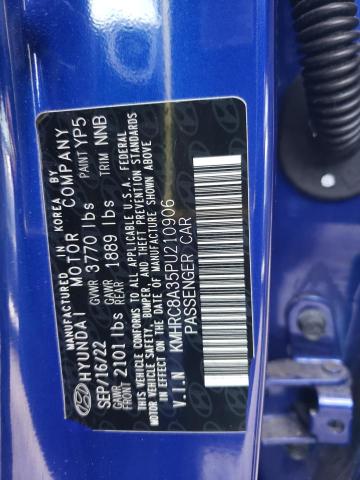 MANUFACTURED IN KOREA BY
HYUNDAI MOTOR COMPANY
SEP/16/22 GVWR 3770 lbs PAINT YP5
GAWR FRONT 2101 lbs GAWR REAR 1889 lbs TRIM NNB
THIS VEHICLE CONFORMS TO ALL APPLICABLE U.S.A. FEDERAL
MOTOR VEHICLE SAFETY, BUMPER, AND THEFT PREVENTION STANDARDS
IN EFFECT ON THE DATE OF MANUFACTURE SHOWN ABOVE
V.I.N KMHRC8A35PU210906
PASSENGER CAR